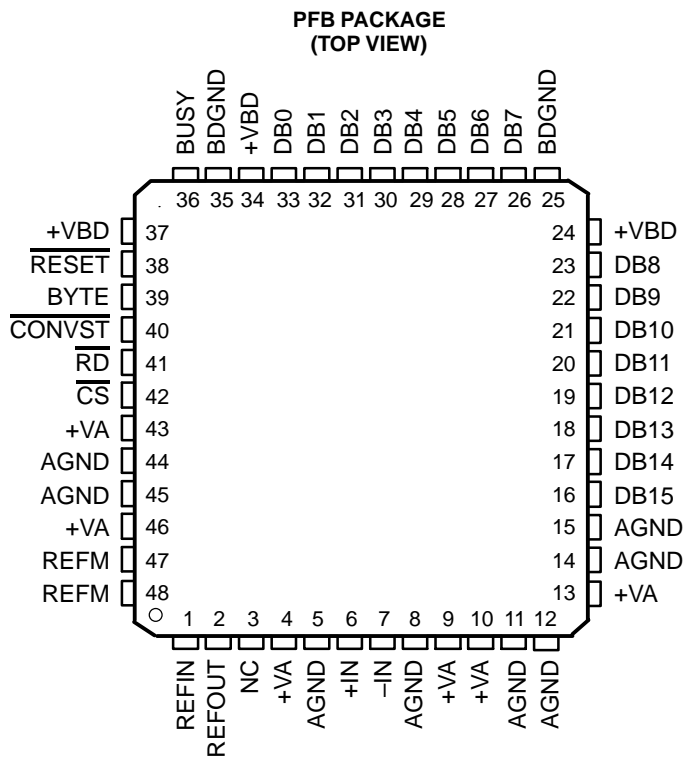 PFB PACKAGE
(TOP VIEW)
BUSY BDGND +VBD DB0 DB1 DB2 DB3 DB4 DB5 DB6 DB7 BDGND
36 35 34 33 32 31 30 29 28 27 26 25
+VBD 37 24 +VBD
RESET 38 23 DB8
BYTE 39 22 DB9
CONVST 40 21 DB10
RD 41 20 DB11
CS 42 19 DB12
+VA 43 18 DB13
AGND 44 17 DB14
AGND 45 16 DB15
+VA 46 15 AGND
REFM 47 14 AGND
REFM 48 13 +VA
1 2 3 4 5 6 7 8 9 10 11 12
REFIN REFOUT NC +VA AGND +IN –IN AGND +VA +VA AGND AGND